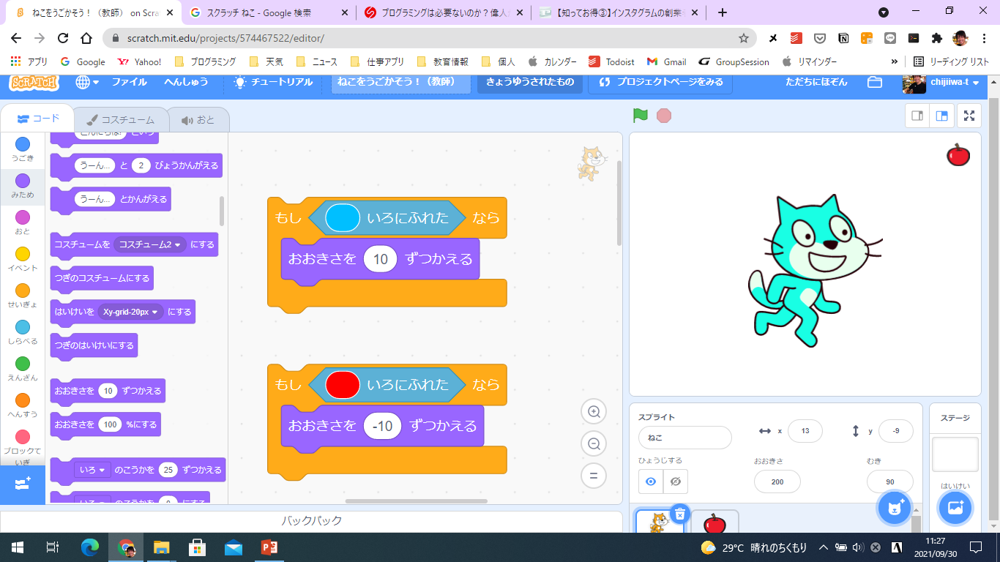 ねこをうごかそう！（教師） on Scra
スクラッチ ねこ - Google 検索
プログラミングは必要ないのか？偉人
【知ってお得③】インスタグラムの創業
scratch.mit.edu/projects/574467522/editor/
アプリ Google Yahoo! プログラミング 天気 ニュース 仕事アプリ 教育情報 個人 カレンダー Todoist Gmail GroupSession リマインダー » リーディング リスト
SCRATCH ファイル へんしゅう チュートリアル ねこをうごかそう！（教師） きょうゆうされたもの プロジェクトページをみる ただちにほぞん chijiiwa-t
コード コスチューム おと
うごき
みため
おと
イベント
せいぎょ
しらべる
えんざん
へんすう
ブロックて
いぎ
こんにちは! という
うーん... と 2 びょうかんがえる
うーん... とかんがえる
コスチュームを コスチューム2 にする
つぎのコスチュームにする
はいけいを Xy-grid-20px にする
つぎのはいけいにする
おおきさを 10 ずつかえる
おおきさを 100 %にする
いろ のこうかを 25 ずつかえる
いろ のこうかを 0 にする
もし いろにふれた なら
おおきさを 10 ずつかえる
もし いろにふれた なら
おおきさを -10 ずつかえる
バックパック
スプライト
ねこ
x 13
y -9
ひょうじする
おおきさ
200
むき
90
ステージ
はいけい
29°C 晴れのちくもり
A
11:27
2021/09/30